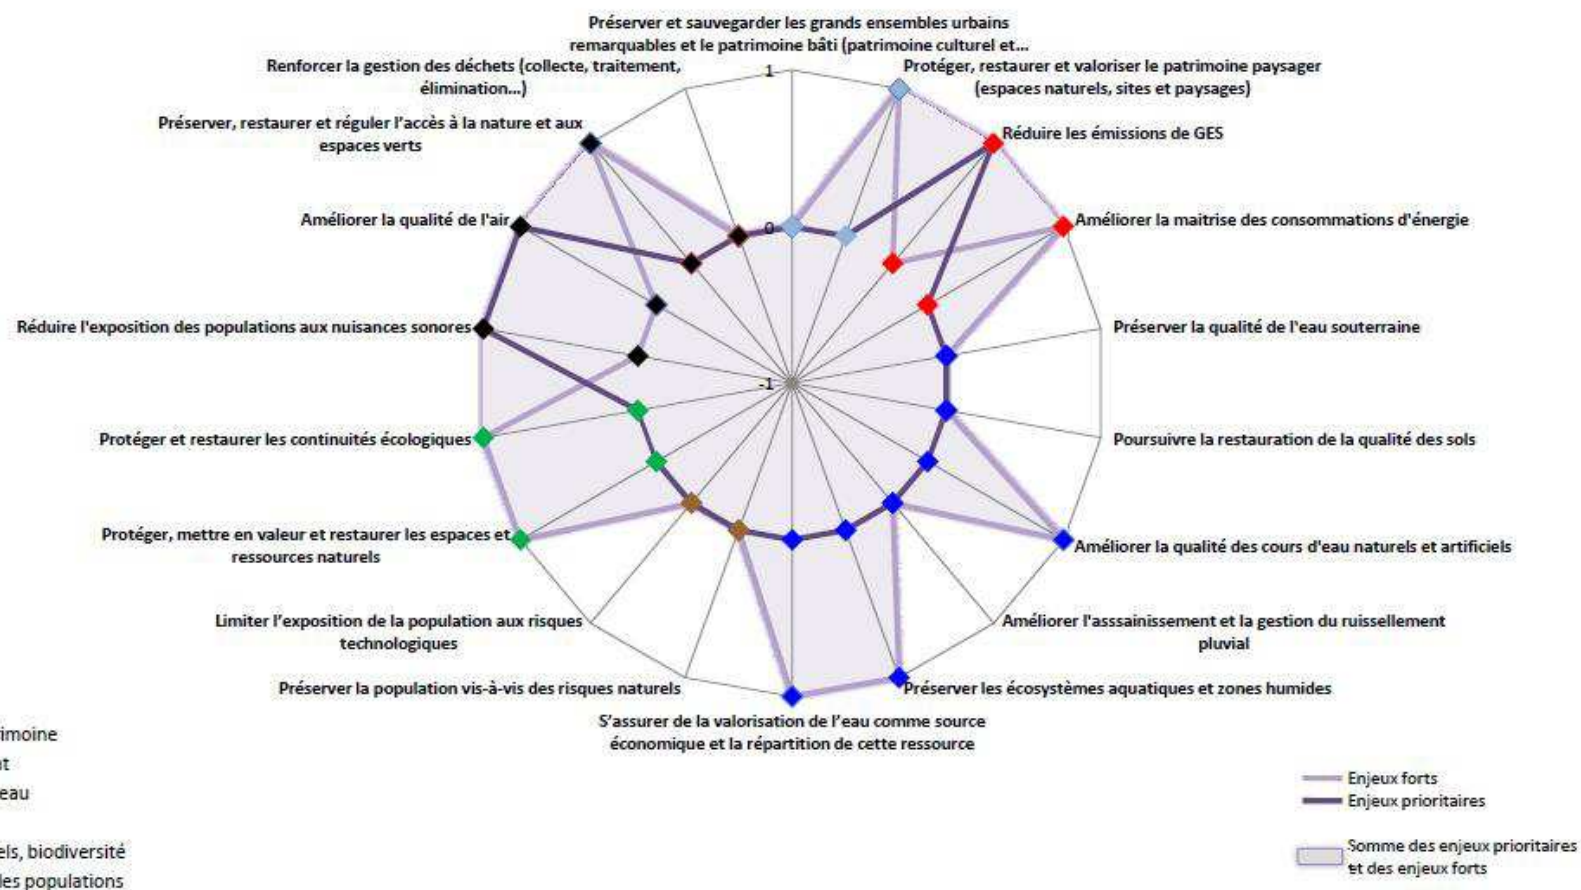 Préserver et sauvegarder les grands ensembles urbains
remarquables et le patrimoine bâti (patrimoine culturel et...
Protéger, restaurer et valoriser le patrimoine paysager
(espaces naturels, sites et paysages)
Réduire les émissions de GES
Améliorer la maitrise des consommations d'énergie
Préserver la qualité de l'eau souterraine
Poursuivre la restauration de la qualité des sols
Améliorer la qualité des cours d'eau naturels et artificiels
Améliorer l'asssainissement et la gestion du ruissellement
pluvial
Préserver les écosystèmes aquatiques et zones humides
S'assurer de la valorisation de l'eau comme source
économique et la répartition de cette ressource
Préserver la population vis-à-vis des risques naturels
Limiter l'exposition de la population aux risques
technologiques
Protéger, mettre en valeur et restaurer les espaces et
ressources naturels
Protéger et restaurer les continuités écologiques
Réduire l'exposition des populations aux nuisances sonores
Améliorer la qualité de l'air
Préserver, restaurer et réguler l'accès à la nature et aux
espaces verts
Renforcer la gestion des déchets (collecte, traitement,
élimination...)
1
0
-1
Enjeux forts
Enjeux prioritaires
Somme des enjeux prioritaires
et des enjeux forts
eau
biodiversité
populations